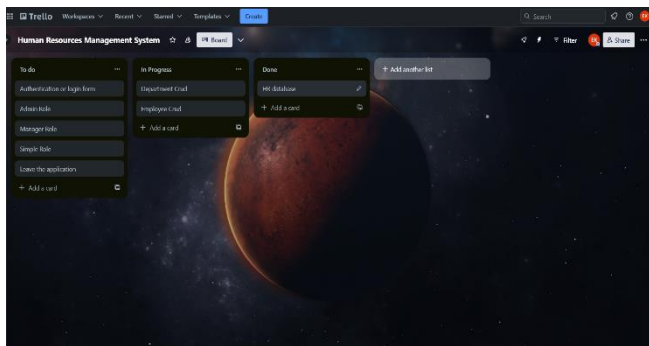 Trello Workspaces Recent Starred Templates Create Search
Human Resources Management System Board Filter EK Share
To do
Authentication or login form
Admin Role
Manager Role
Simple Role
Leave the application
+ Add a card
In Progress
Department Crud
Employee Crud
+ Add a card
Done
HR database
+ Add a card
+ Add another list